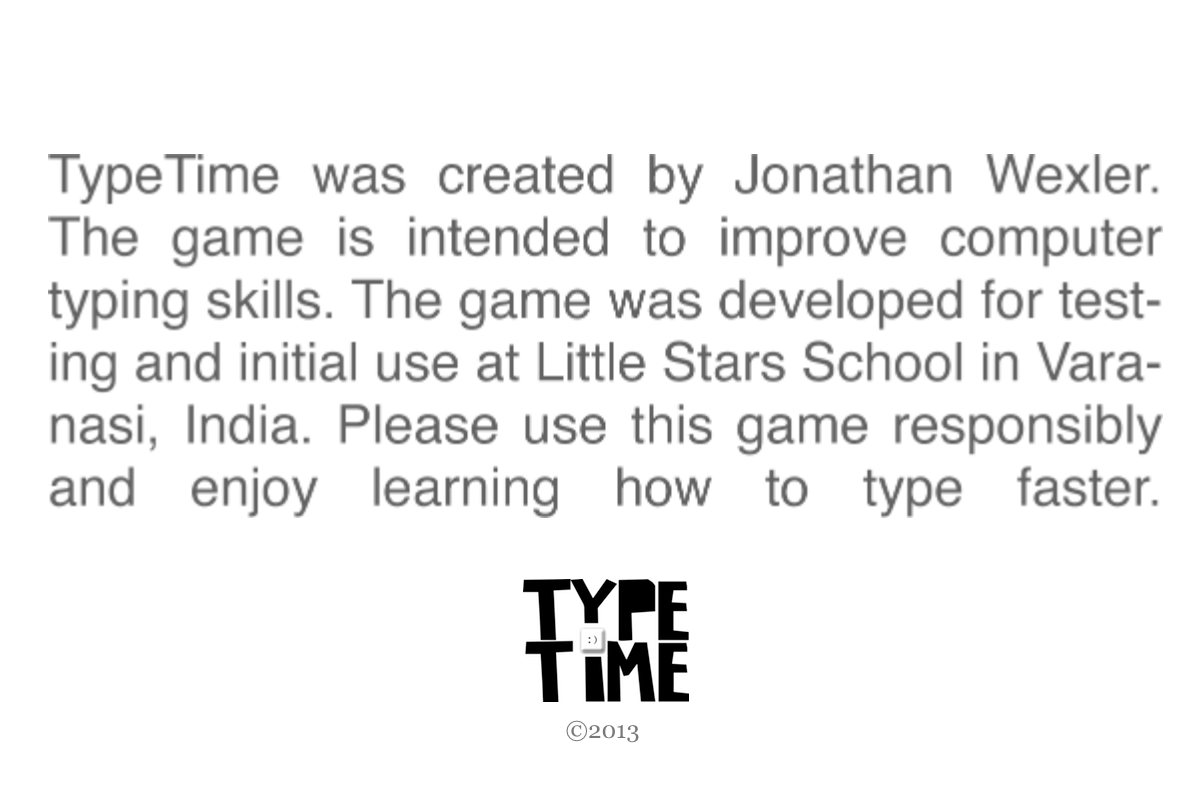 TypeTime was created by Jonathan Wexler.
The game is intended to improve computer
typing skills. The game was developed for test-
ing and initial use at Little Stars School in Vara-
nasi, India. Please use this game responsibly
and enjoy learning how to type faster.
TYPE
:)
TiME
©2013